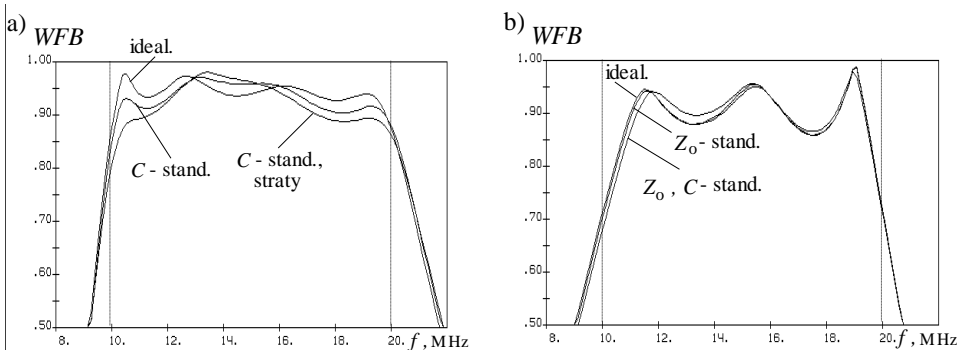 a)
WFB
ideal.
1.00
.90
.80
.70
.60
.50
C - stand.
C - stand.,
straty
8. 10. 12. 14. 16. 18. 20. f , MHz
b)
WFB
ideal.
1.00
.90
.80
.70
.60
.50
Zo - stand.
Zo , C - stand.
8. 10. 12. 14. 16. 18. 20. f , MHz